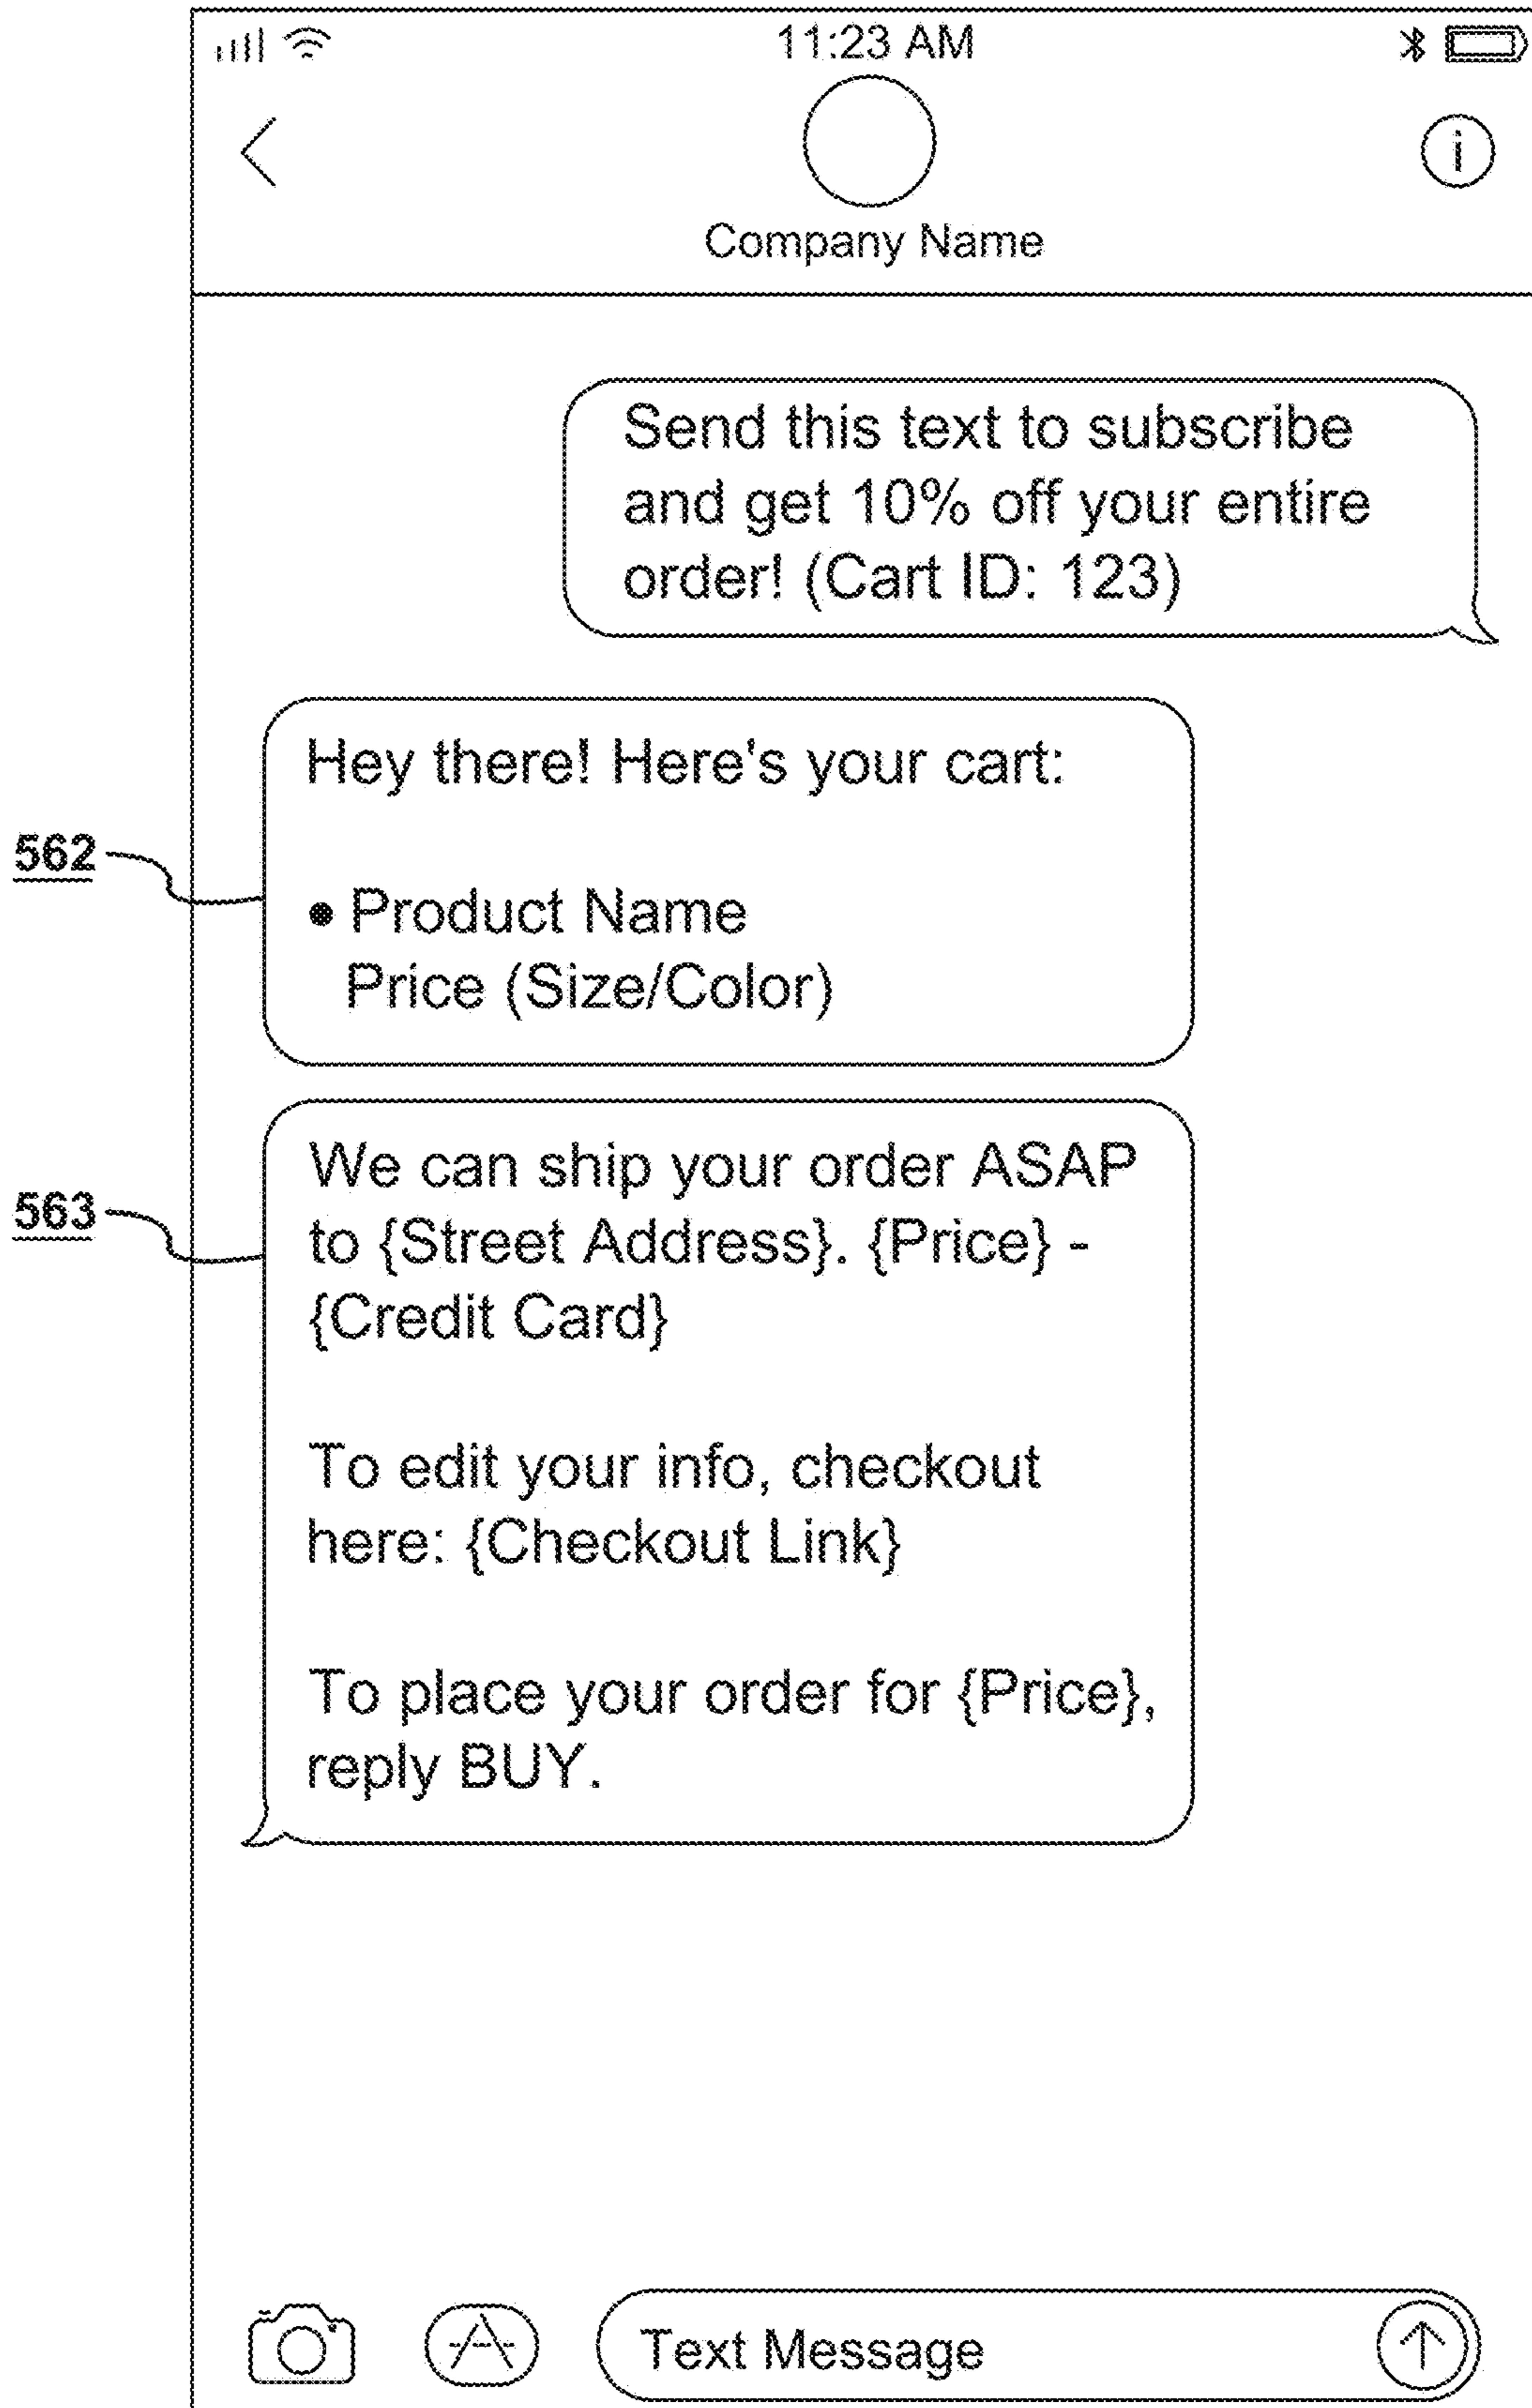 11:23 AM
i
Company Name
Send this text to subscribe
and get 10% off your entire
order! (Cart ID: 123)
Hey there! Here's your cart:
562
• Product Name
Price (Size/Color)
We can ship your order ASAP
563
to {Street Address}. {Price} -
{Credit Card}
To edit your info, checkout
here: {Checkout Link}
To place your order for {Price},
reply BUY.
Text Message